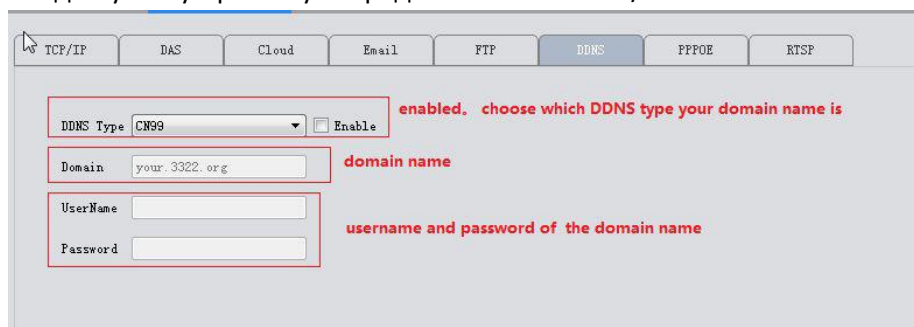 TCP/IP DAS Cloud Email FTP DDNS PPPOE RTSP
enabled。 choose which DDNS type your domain name is
DDNS Type CN99 Enable
Domain your.3322.org domain name
UserName
username and password of the domain name
Password